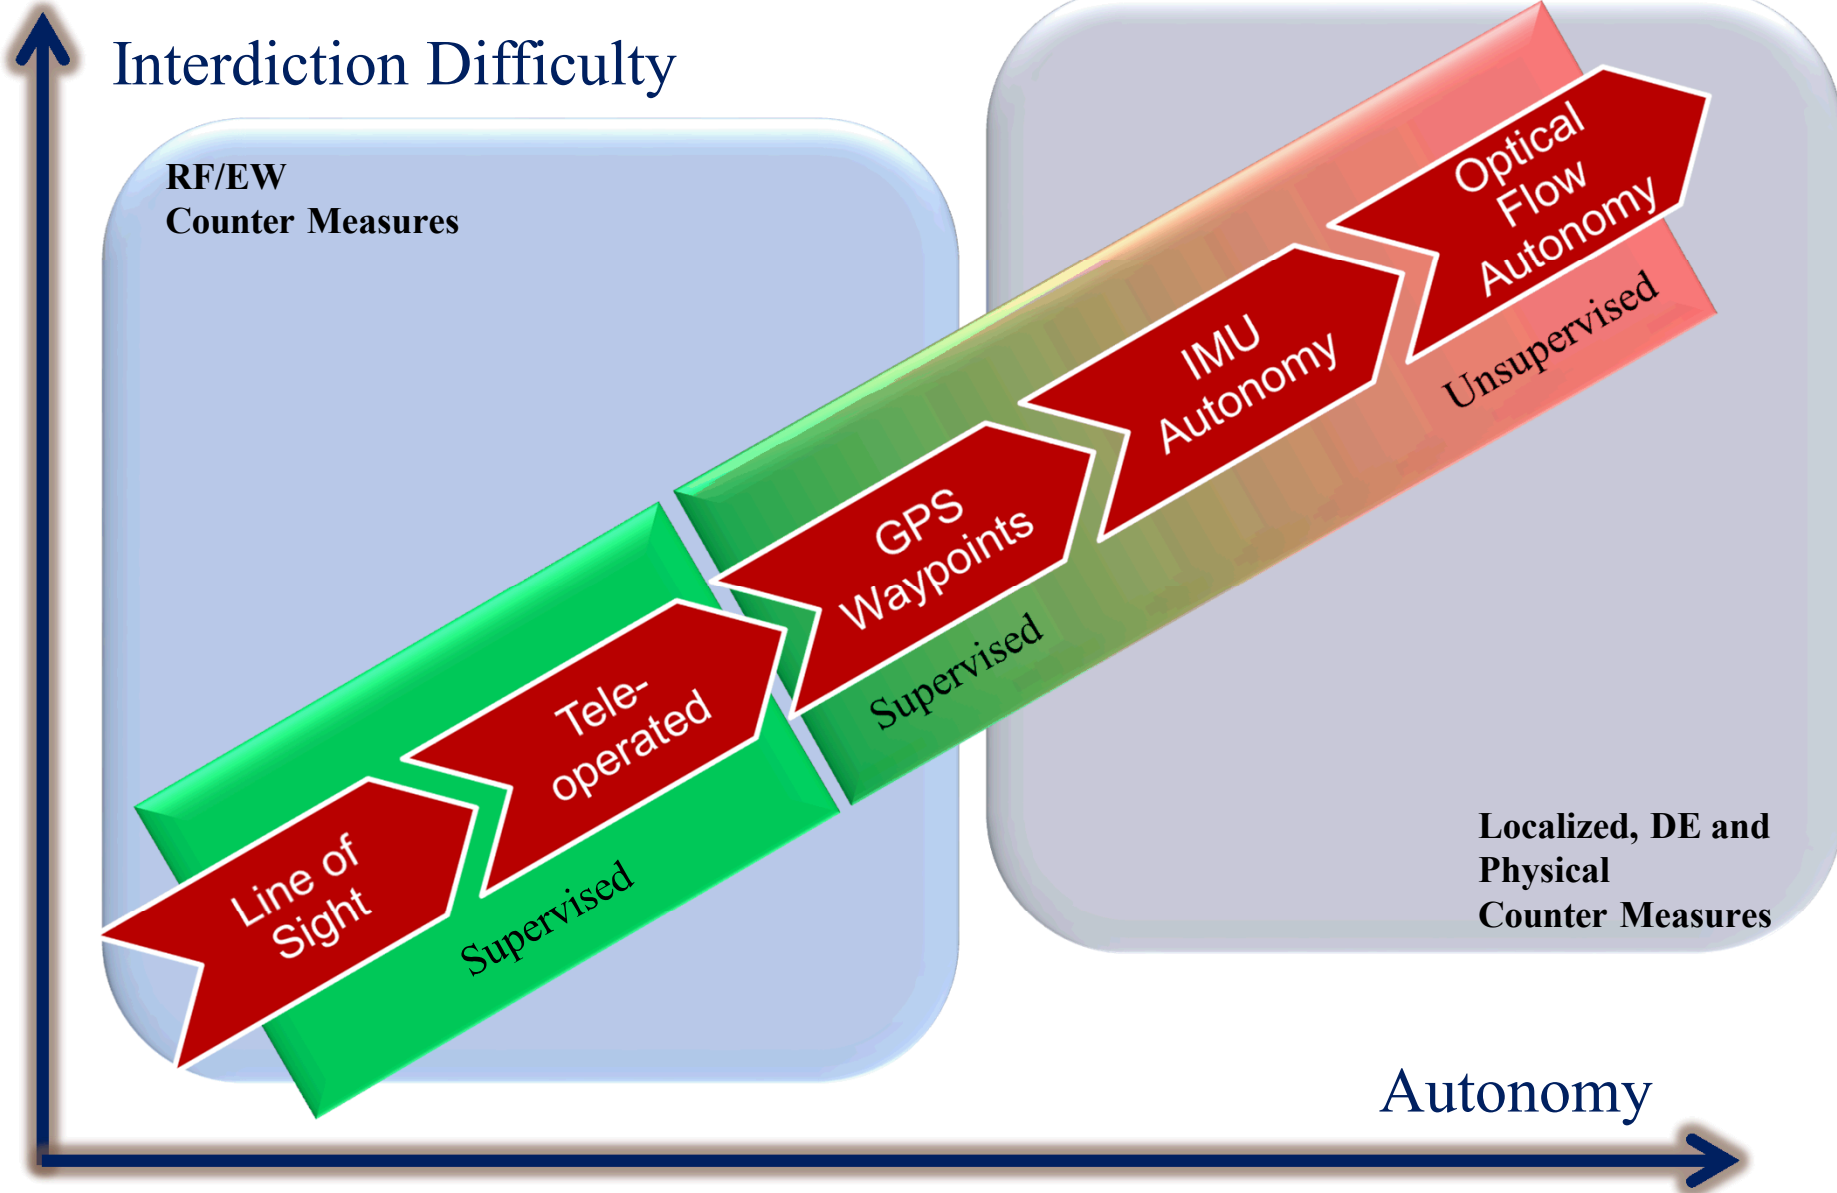 Interdiction Difficulty
RF/EW
Counter Measures
Optical
Flow
Autonomy
Unsupervised
IMU
Autonomy
GPS
Waypoints
Supervised
Tele-
operated
Line of
Sight
Supervised
Localized, DE and
Physical
Counter Measures
Autonomy